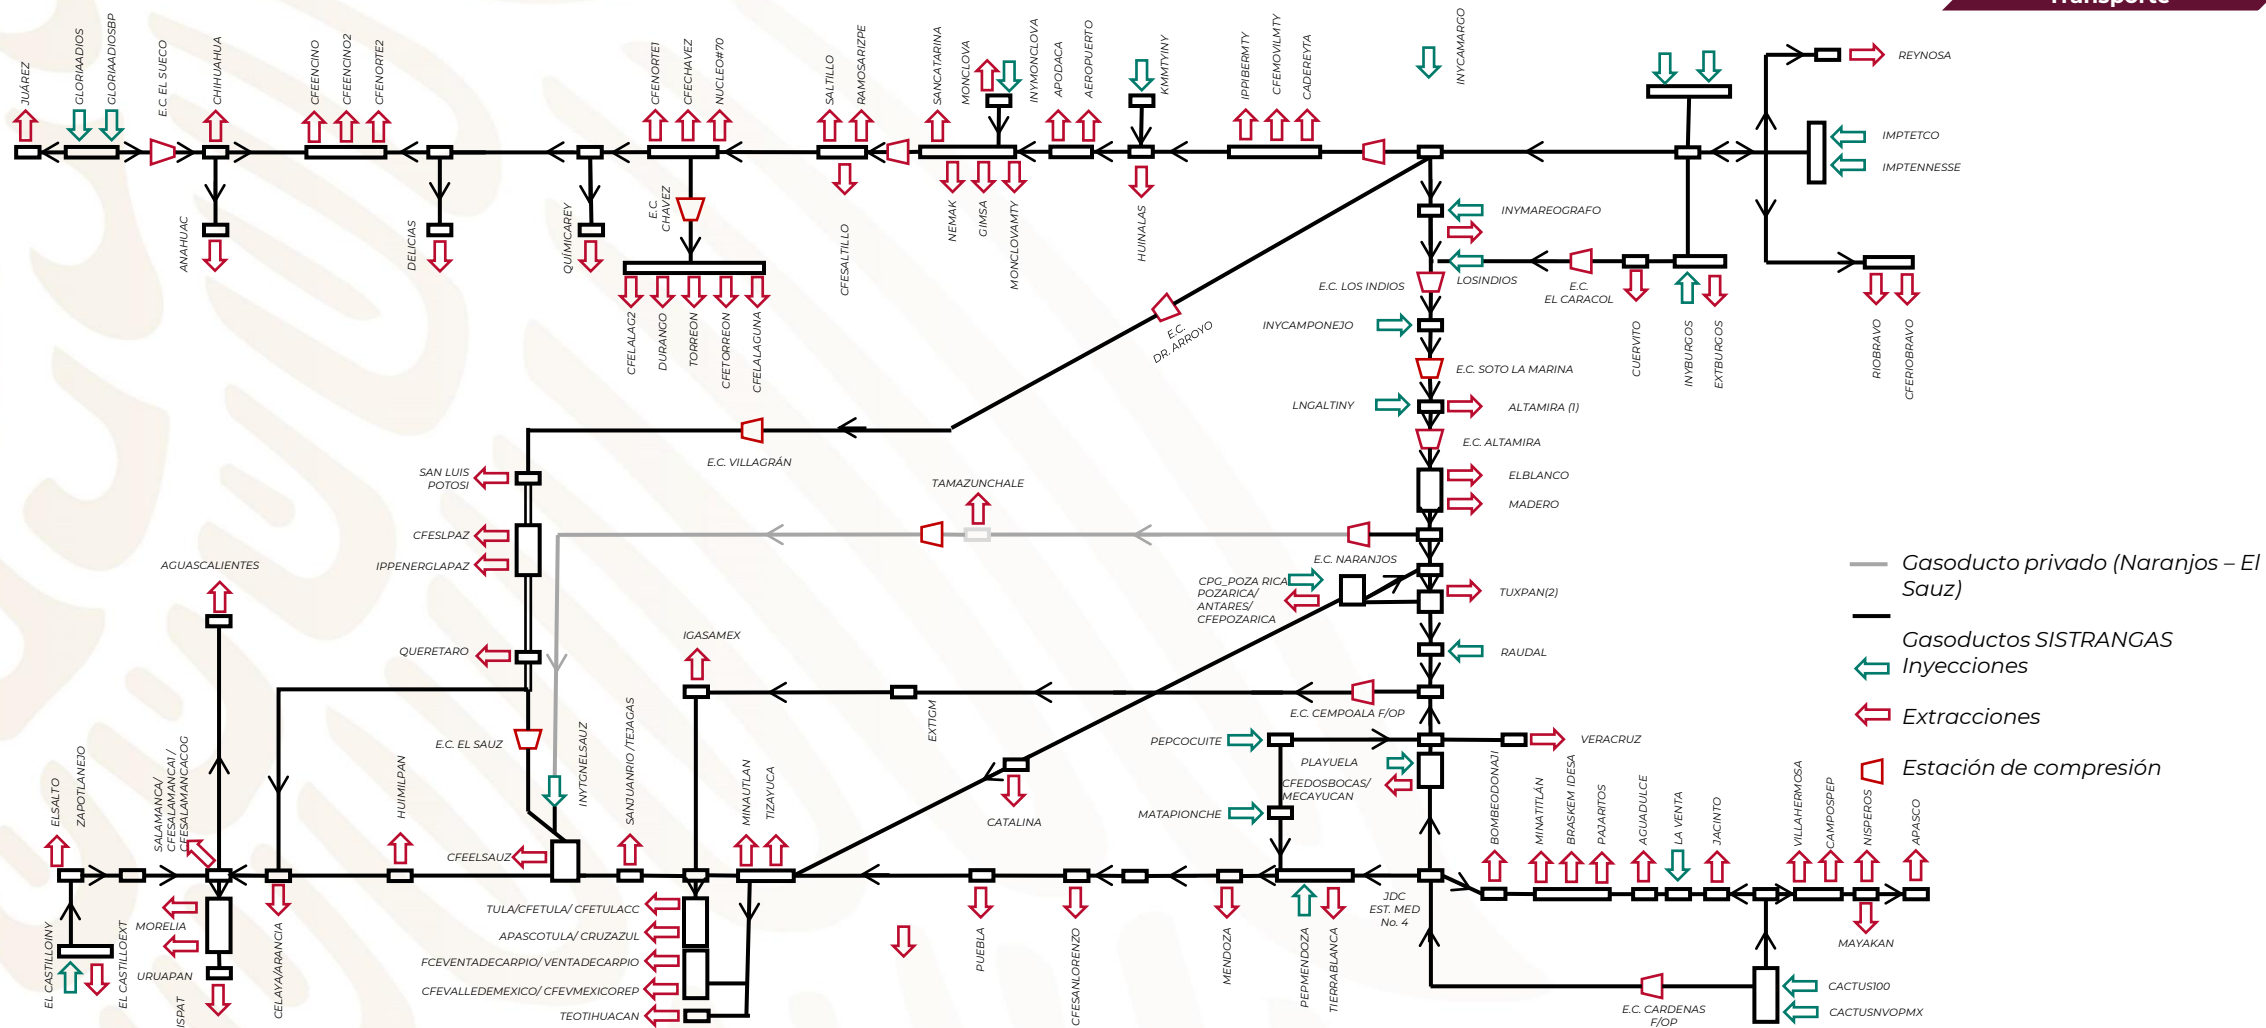 Transporte
JUÁREZ
GLORIAADIOS
GLORIAADIOSBP
E.C. EL SUECO
CHIHUAHUA
CFEENCINO
CFEENCINO2
CFENORTE2
CFENORTE1
CFECHAVEZ
NUCLEO#70
SALTILLO
RAMOSARIZPE
SANCATARINA
MONCLOVA
INYMONCLOVA
APODACA
AEROPUERTO
KMMTYINY
IPPIBERMTY
CFEMOVILMTY
CADEREYTA
INYCAMARGO
REYNOSA
IMPTETCO
IMPTENNESSE
ANAHUAC
DELICIAS
QUÍMICAREY
E.C.
CHAVEZ
CFESALTILLO
NEMAK
GIMSA
MONCLOVAMTY
HUINALAS
INYMAREOGRAFO
LOSINDIOS
E.C. LOS INDIOS
E.C.
EL CARACOL
CUERVITO
INYBURGOS
EXTBURGOS
RIOBRAVO
CFERIOBRAVO
CFELALAG2
DURANGO
TORREON
CFETORREON
CFELALAGUNA
E.C.
DR. ARROYO
INYCAMPONEJO
E.C. SOTO LA MARINA
LNGALTINY
ALTAMIRA (1)
E.C. ALTAMIRA
E.C. VILLAGRÁN
SAN LUIS
POTOSI
TAMAZUNCHALE
ELBLANCO
MADERO
CFESLPAZ
IPPENERGLAPAZ
E.C. NARANJOS
AGUASCALIENTES
CPG_POZA RICA
POZARICA/
ANTARES/
CFEPOZARICA
TUXPAN(2)
Gasoducto privado (Naranjos – El
Sauz)
Gasoductos SISTRANGAS
Inyecciones
Extracciones
Estación de compresión
QUERETARO
IGASAMEX
RAUDAL
EXTIGM
E.C. CEMPOALA F/OP
E.C. EL SAUZ
INYTGNELSAUZ
PEPCOCUITE
VERACRUZ
PLAYUELA
CFEDOSBOCAS/
MECAYUCAN
MATAPIONCHE
CATALINA
ELSALTO
ZAPOTLANEJO
SALAMANCA/
CFESALAMANCA1/
CFESALAMANCACOG
HUIMILPAN
CFEELSAUZ
SANJUANRIO /TEJAGAS
MINAUTLAN
TIZAYUCA
BOMBEODONAJI
MINATITLÁN
BRASKEM IDESA
PAJARITOS
AGUADULCE
LA VENTA
JACINTO
VILLAHERMOSA
CAMPOSPEP
NISPEROS
APASCO
JDC
EST. MED
No. 4
MORELIA
URUAPAN
ISPAT
EL CASTILLOINY
EL CASTILLOEXT
CELAYA/ARANCIA
TULA/CFETULA/ CFETULACC
APASCOTULA/ CRUZAZUL
FCEVENTADECARPIO/ VENTADECARPIO
CFEVALLEDEMEXICO/ CFEVMEXICOREP
TEOTIHUACAN
PUEBLA
CFESANLORENZO
MENDOZA
PEPMENDOZA
TIERRABLANCA
MAYAKAN
E.C. CARDENAS
F/OP
CACTUS100
CACTUSNVOPMX